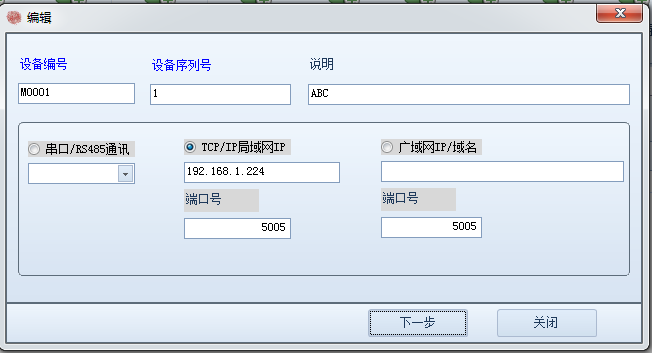 编辑
设备编号 设备序列号 说明
M0001 1 ABC
串口/RS485通讯 TCP/IP局域网IP 广域网IP/域名
192.168.1.224
端口号 端口号
5005 5005
下一步 关闭